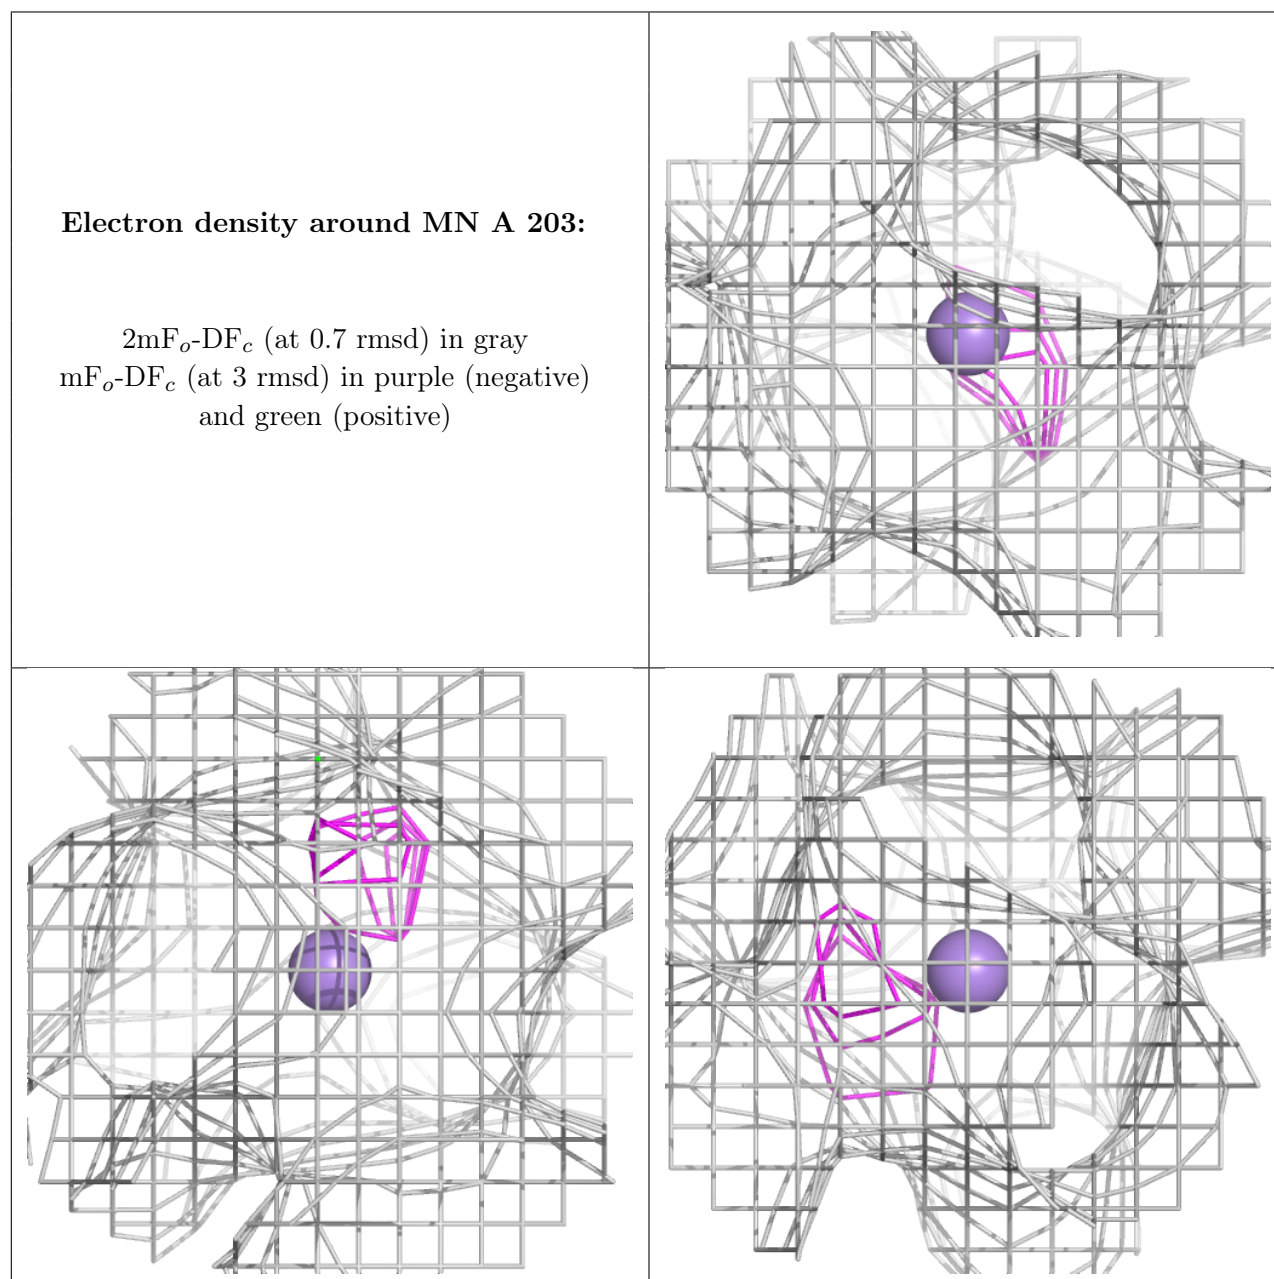 Electron density around MN A 203:
2mFₒ-DF𝒸 (at 0.7 rmsd) in gray
mFₒ-DF𝒸 (at 3 rmsd) in purple (negative)
and green (positive)